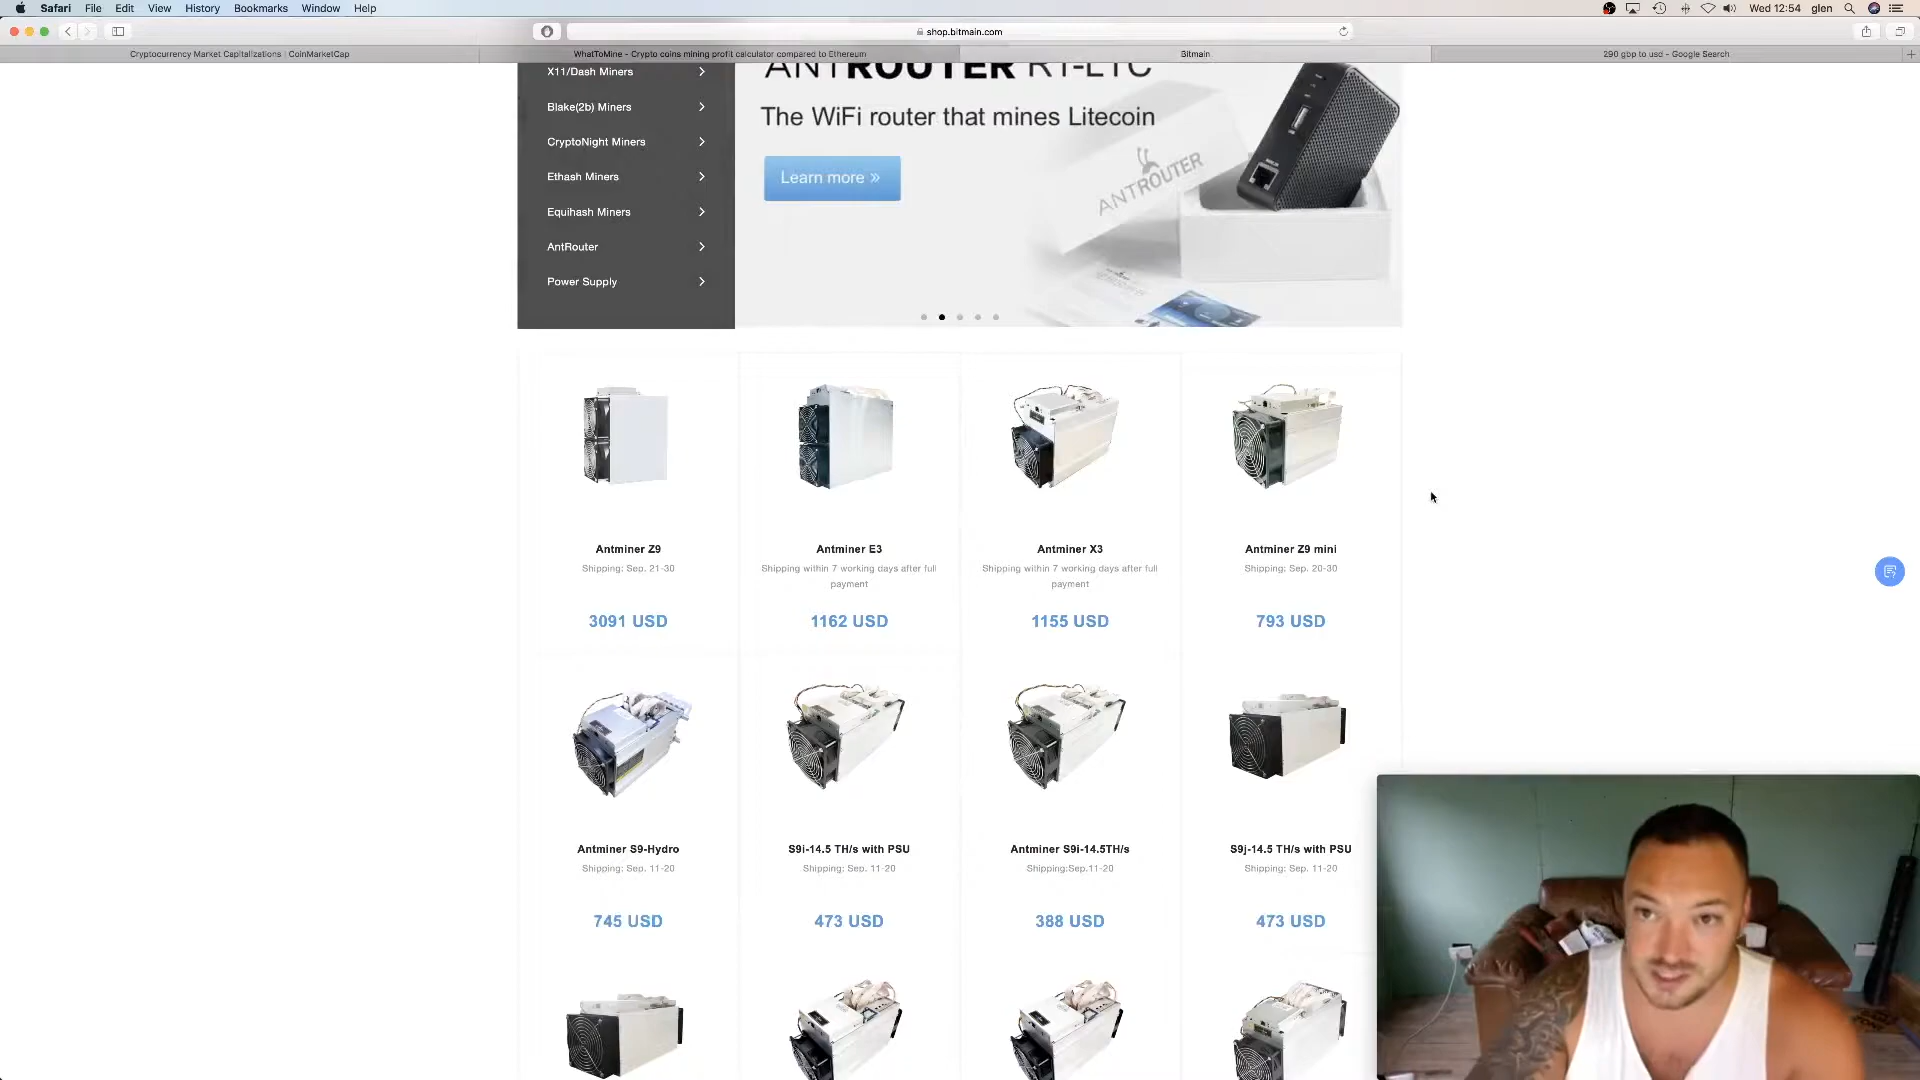 Safari File Edit View History Bookmarks Window Help
Wed 12:54 glen
shop.bitmain.com
Cryptocurrency Market Capitalizations | CoinMarketCap
WhatToMine - Crypto coins mining profit calculator compared to Ethereum
Bitmain
290 gbp to usd - Google Search
X11/Dash Miners
Blake(2b) Miners
CryptoNight Miners
Ethash Miners
Equihash Miners
AntRouter
Power Supply
ANTROUTER R1-LTC
The WiFi router that mines Litecoin
Learn more »
ANTROUTER
Antminer Z9
Shipping: Sep. 21-30
3091 USD
Antminer E3
Shipping within 7 working days after full
payment
1162 USD
Antminer X3
Shipping within 7 working days after full
payment
1155 USD
Antminer Z9 mini
Shipping: Sep. 20-30
793 USD
Antminer S9-Hydro
Shipping: Sep. 11-20
745 USD
S9i-14.5 TH/s with PSU
Shipping: Sep. 11-20
473 USD
Antminer S9i-14.5TH/s
Shipping:Sep.11-20
388 USD
S9j-14.5 TH/s with PSU
Shipping: Sep. 11-20
473 USD